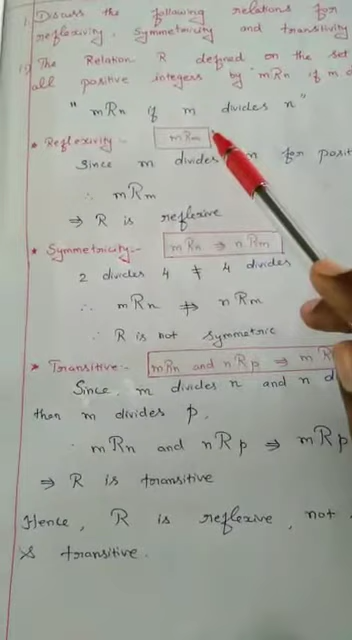 1. Discuss the following relations for
reflexivity, symmetricity and transitivity
i) The Relation R defined on the set
all positive integers by "mRn if m d
" mRn if m divides n "
* Reflexivity:- mRm
Since m divides m for posit
∴ mRm
⇒ R is reflexive
* Symmetricity:- mRn ⇒ nRm
2 divides 4 ⇏ 4 divides
∴ mRn ⇏ nRm
∴ R is not symmetric
* Transitive:- mRn and nRp ⇒ mR
Since, m divides n and n d
then m divides p.
∴ mRn and nRp ⇒ mRp
⇒ R is transitive
Hence, R is reflexive, not
& transitive.